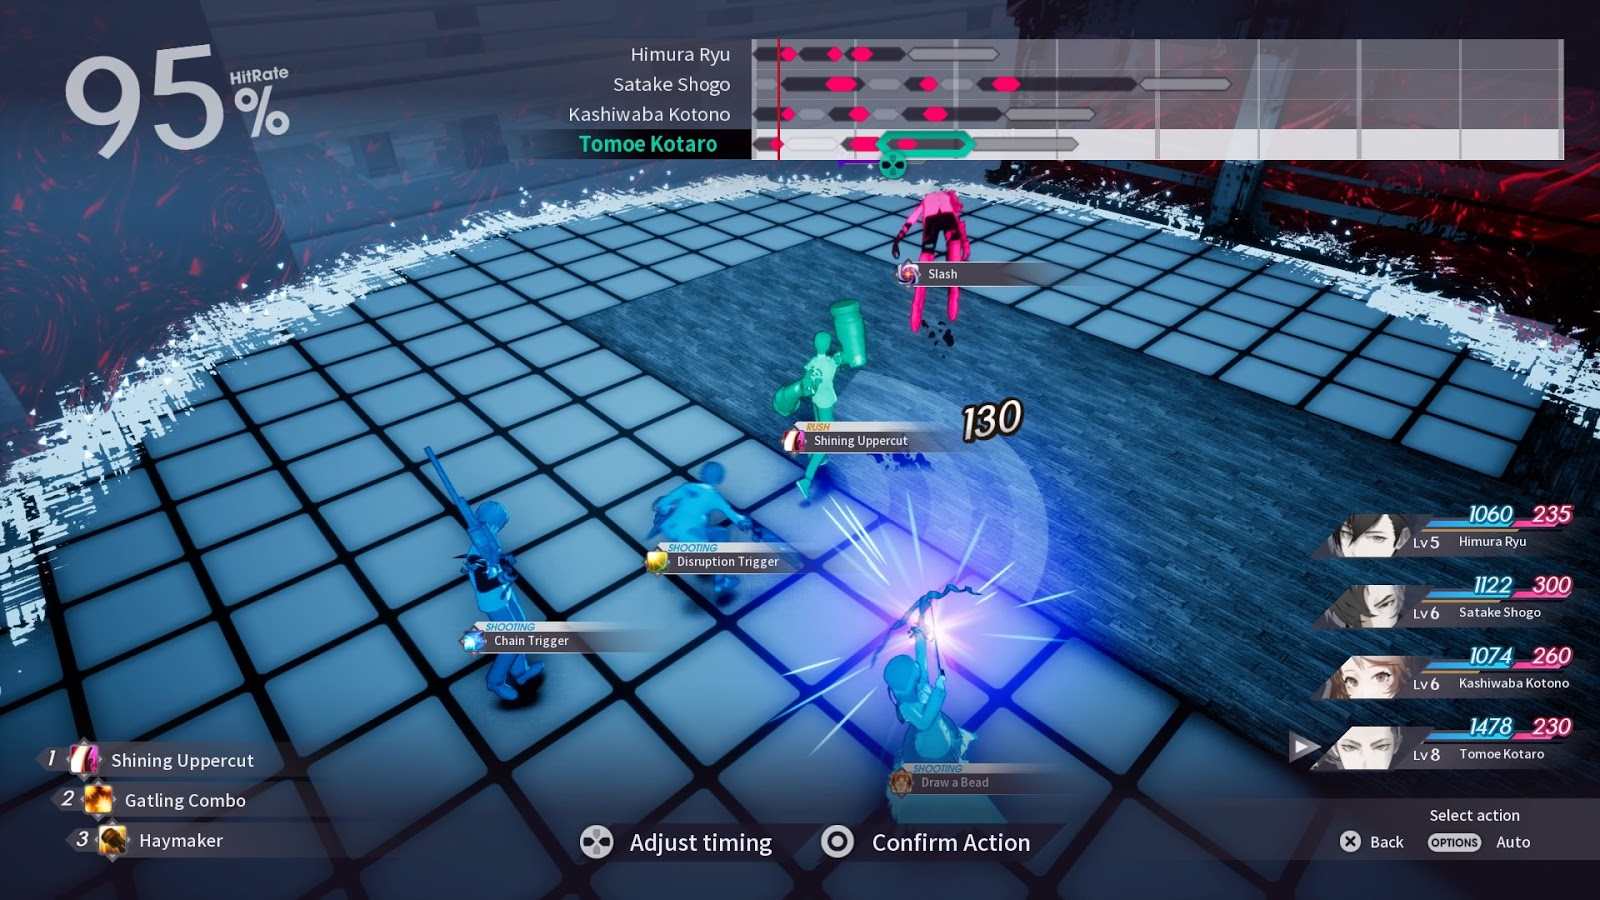 95 HitRate %
Himura Ryu
Satake Shogo
Kashiwaba Kotono
Tomoe Kotaro
Slash
130
RUSH
Shining Uppercut
SHOOTING
Disruption Trigger
SHOOTING
Chain Trigger
SHOOTING
Draw a Bead
1060 235
Lv 5 Himura Ryu
1122 300
Lv 6 Satake Shogo
1074 260
Lv 6 Kashiwaba Kotono
1478 230
Lv 8 Tomoe Kotaro
1 Shining Uppercut
2 Gatling Combo
3 Haymaker
Adjust timing
Confirm Action
Select action
Back
OPTIONS Auto